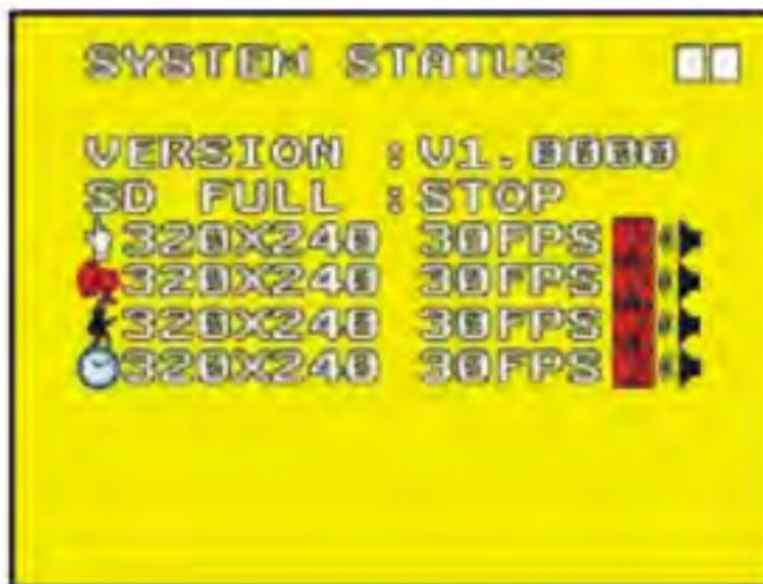 SYSTEM STATUS
VERSION :V1.0000
SD FULL :STOP
320X240 30FPS
320X240 30FPS
320X240 30FPS
320X240 30FPS